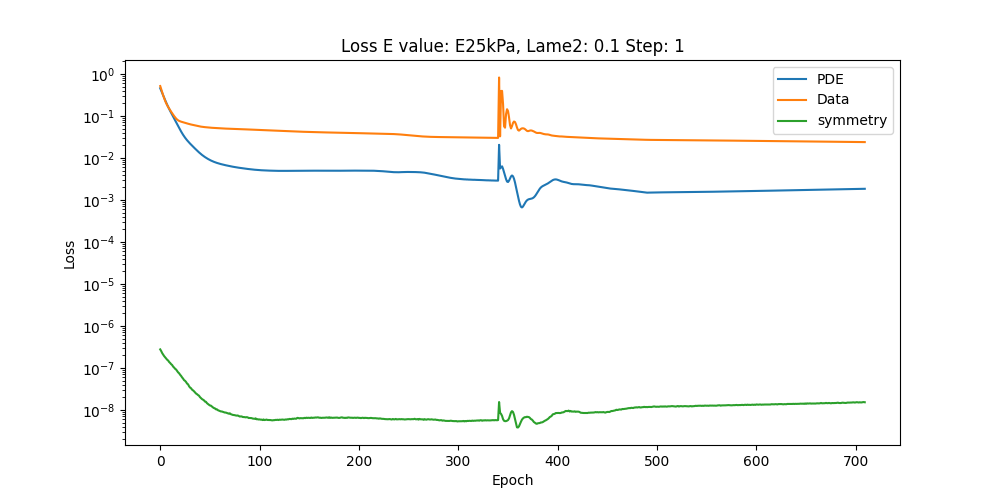 Loss E value: E25kPa, Lame2: 0.1 Step: 1
PDE
Data
symmetry
Loss
10⁰
10⁻¹
10⁻²
10⁻³
10⁻⁴
10⁻⁵
10⁻⁶
10⁻⁷
10⁻⁸
0 100 200 300 400 500 600 700
Epoch